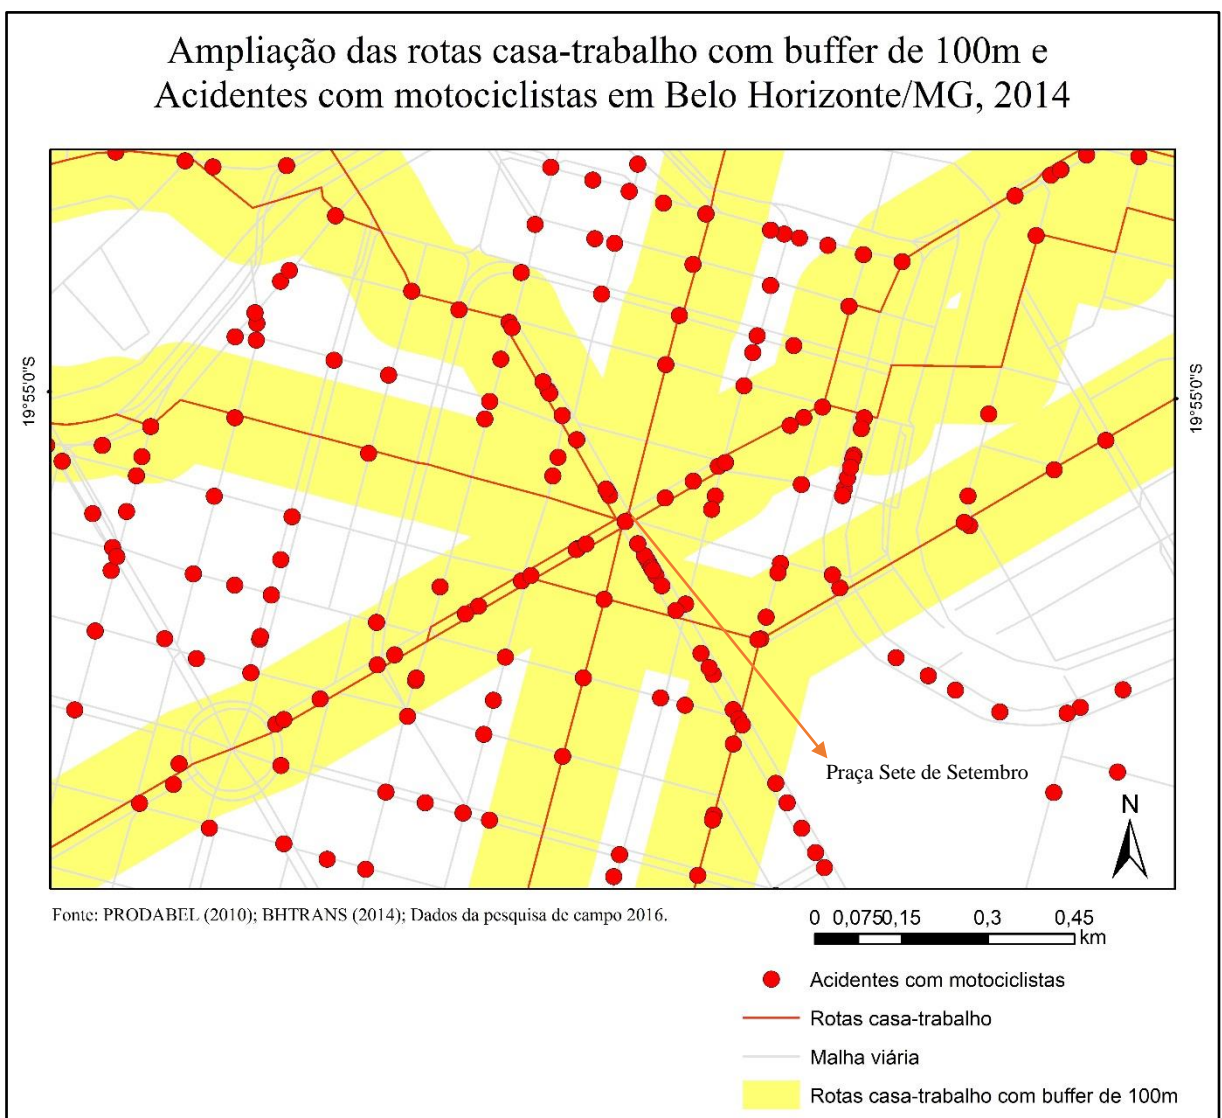 Ampliação das rotas casa-trabalho com buffer de 100m e
Acidentes com motociclistas em Belo Horizonte/MG, 2014
19°55'0"S
19°55'0"S
Praça Sete de Setembro
N
Fonte: PRODABEL (2010); BHTRANS (2014); Dados da pesquisa de campo 2016.
0 0,075 0,15 0,3 0,45
km
Acidentes com motociclistas
Rotas casa-trabalho
Malha viária
Rotas casa-trabalho com buffer de 100m